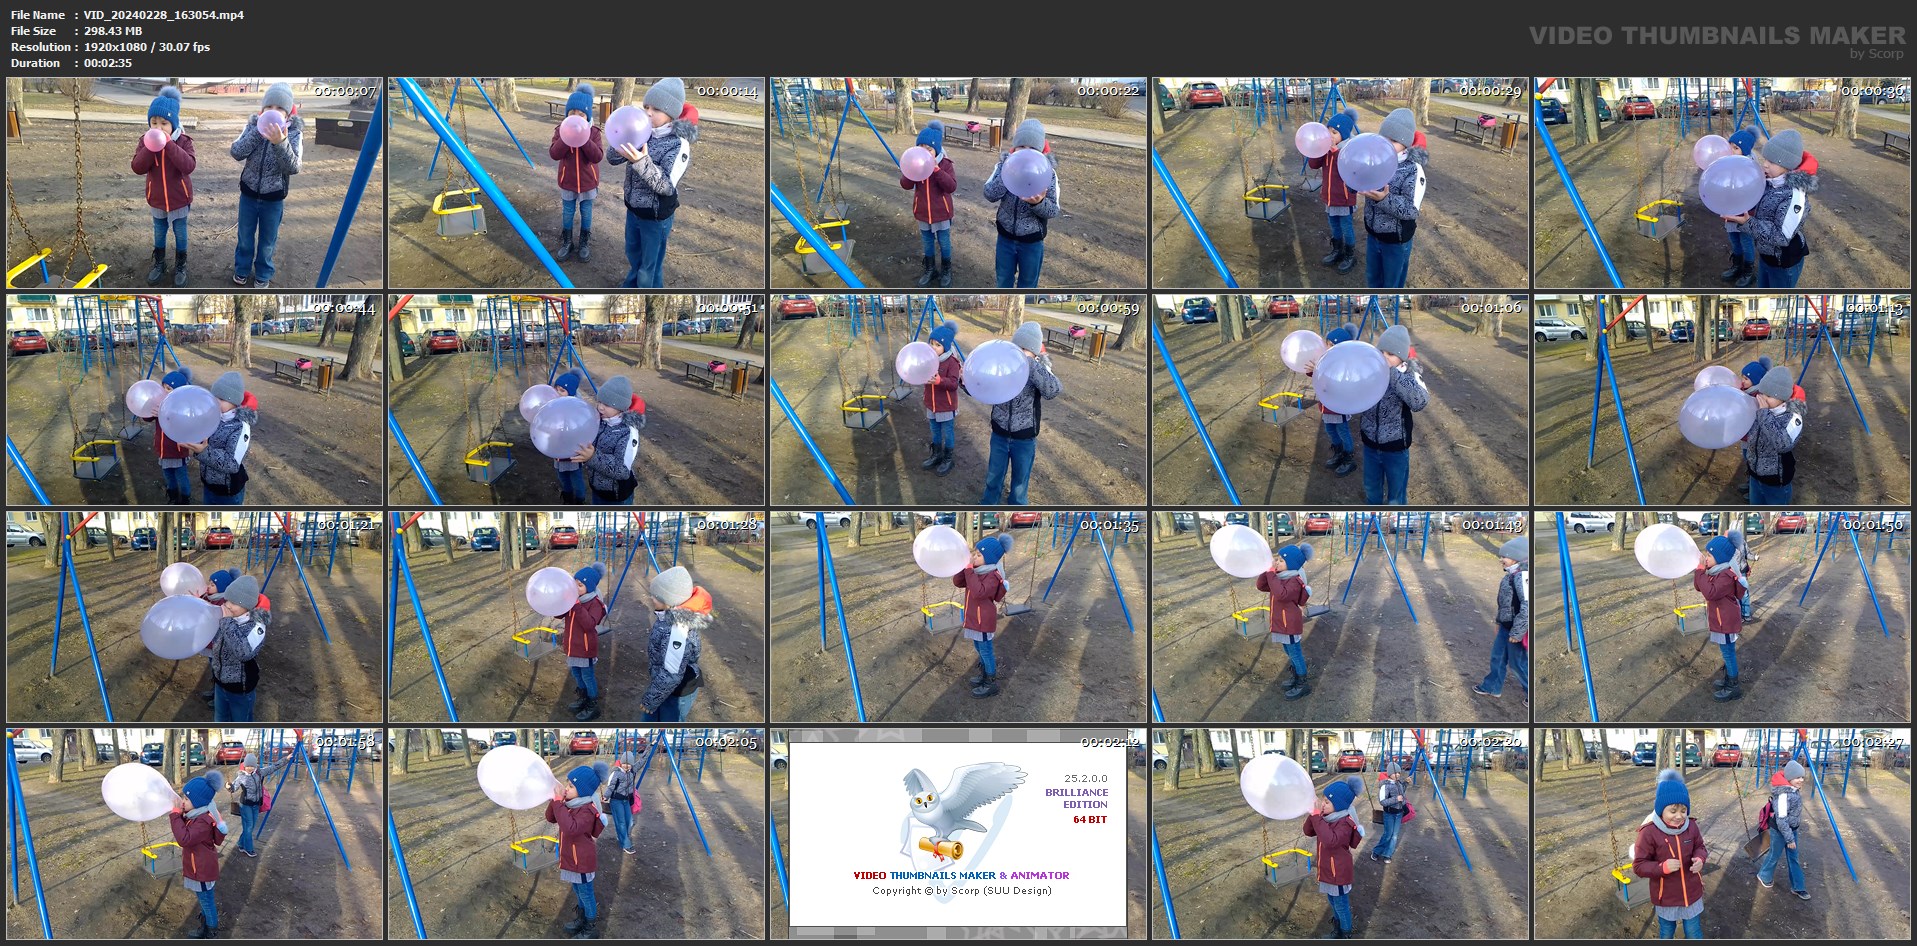 File Name : VID_20240228_163054.mp4
File Size : 298.43 MB
Resolution : 1920x1080 / 30.07 fps
Duration : 00:02:35
VIDEO THUMBNAILS MAKER
by Scorp
00:00:07
00:00:14
00:00:22
00:00:29
00:00:36
00:00:44
00:00:51
00:00:59
00:01:06
00:01:13
00:01:21
00:01:28
00:01:35
00:01:43
00:01:50
00:01:58
00:02:05
00:02:12
00:02:20
00:02:27
25.2.0.0
BRILLIANCE
EDITION
64 BIT
VIDEO THUMBNAILS MAKER & ANIMATOR
Copyright © by Scorp (SUU Design)